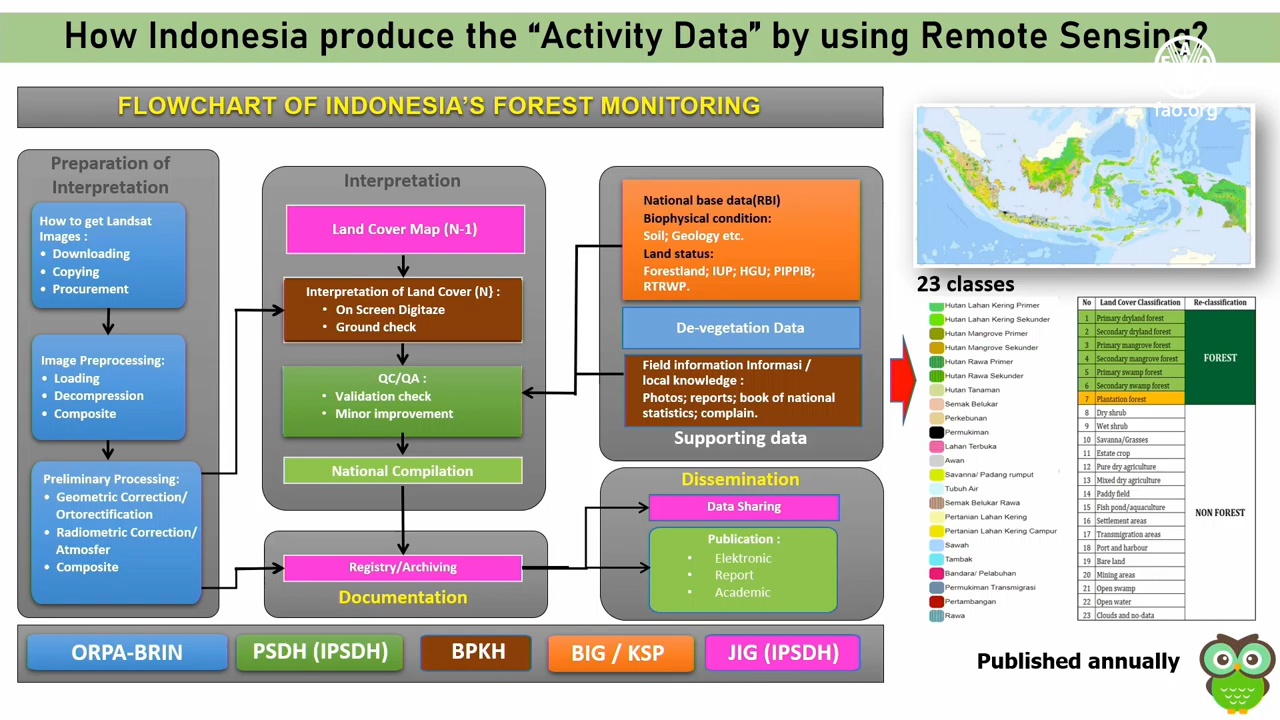 How Indonesia produce the “Activity Data” by using Remote Sensing?
FAO
fao.org
FLOWCHART OF INDONESIA’S FOREST MONITORING
Preparation of
Interpretation
How to get Landsat
Images :
• Downloading
• Copying
• Procurement
Image Preprocessing:
• Loading
• Decompression
• Composite
Preliminary Processing:
• Geometric Correction/
Ortorectification
• Radiometric Correction/
Atmosfer
• Composite
Interpretation
Land Cover Map (N-1)
Interpretation of Land Cover (N} :
• On Screen Digitaze
• Ground check
QC/QA :
• Validation check
• Minor improvement
National Compilation
Registry/Archiving
Documentation
National base data(RBI)
Biophysical condition:
Soil; Geology etc.
Land status:
Forestland; IUP; HGU; PIPPIB;
RTRWP.
De-vegetation Data
Field information Informasi /
local knowledge :
Photos; reports; book of national
statistics; complain.
Supporting data
Dissemination
Data Sharing
Publication :
• Elektronic
• Report
• Academic
ORPA-BRIN
PSDH (IPSDH)
BPKH
BIG / KSP
JIG (IPSDH)
23 classes
Hutan Lahan Kering Primer
Hutan Lahan Kering Sekunder
Hutan Mangrove Primer
Hutan Mangrove Sekunder
Hutan Rawa Primer
Hutan Rawa Sekunder
Hutan Tanaman
Semak Belukar
Perkebunan
Permukiman
Lahan Terbuka
Awan
Savanna/ Padang rumput
Tubuh Air
Semak Belukar Rawa
Pertanian Lahan Kering
Pertanian Lahan Kering Campur
Sawah
Tambak
Bandara/ Pelabuhan
Permukiman Transmigrasi
Pertambangan
Rawa
No Land Cover Classification Re-classification
1 Primary dryland forest
2 Secondary dryland forest
3 Primary mangrove forest
4 Secondary mangrove forest
5 Primary swamp forest
6 Secondary swamp forest
7 Plantation forest
FOREST
8 Dry shrub
9 Wet shrub
10 Savanna/Grasses
11 Estate crop
12 Pure dry agriculture
13 Mixed dry agriculture
14 Paddy field
15 Fish pond/aquaculture
16 Settlement areas
17 Transmigration areas
18 Port and harbour
19 Bare land
20 Mining areas
21 Open swamp
22 Open water
23 Clouds and no-data
NON FOREST
Published annually